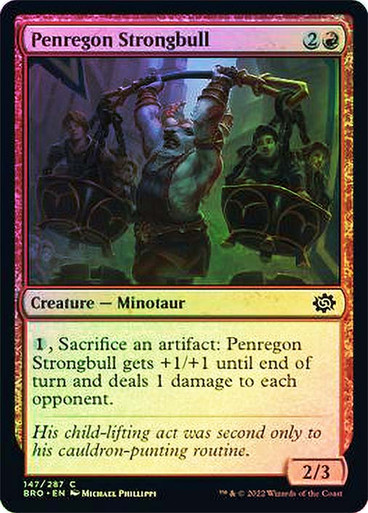 Penregon Strongbull 2
Creature — Minotaur
1, Sacrifice an artifact: Penregon
Strongbull gets +1/+1 until end of
turn and deals 1 damage to each
opponent.
His child-lifting act was second only to
his cauldron-punting routine.
2/3
147/287 C
BRO • EN Michael Phillippi
™ & © 2022 Wizards of the Coast